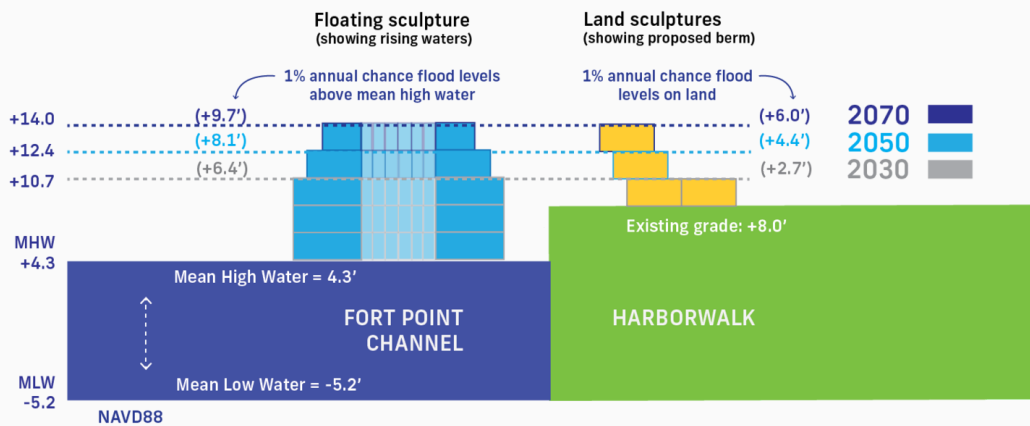 Floating sculpture
(showing rising waters)
Land sculptures
(showing proposed berm)
1% annual chance flood levels
above mean high water
1% annual chance flood
levels on land
+14.0
(+9.7’)
(+6.0’)
2070
+12.4
(+8.1’)
(+4.4’)
2050
+10.7
(+6.4’)
(+2.7’)
2030
Existing grade: +8.0’
MHW
+4.3
Mean High Water = 4.3’
FORT POINT
CHANNEL
HARBORWALK
Mean Low Water = -5.2’
MLW
-5.2
NAVD88